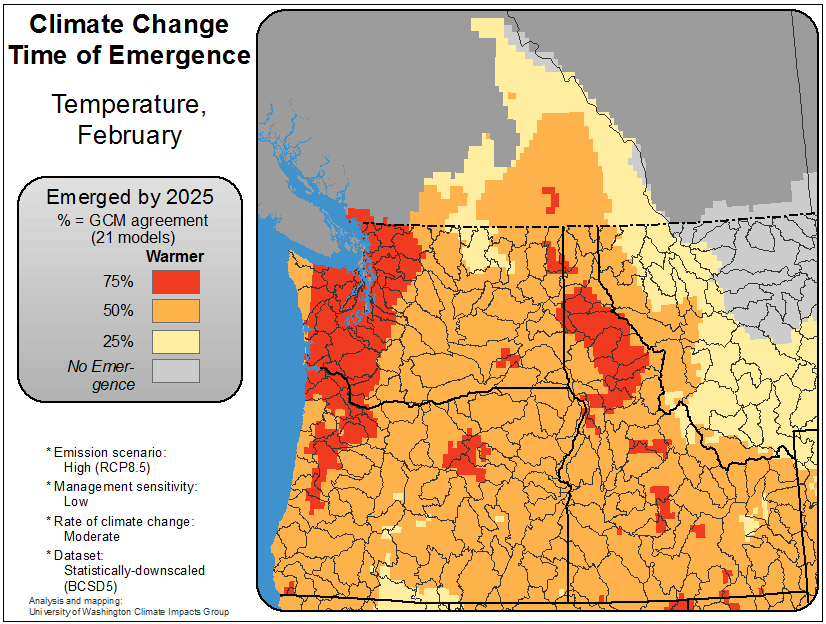 Climate Change
Time of Emergence
Temperature,
February
Emerged by 2025
% = GCM agreement
(21 models)
Warmer
75%
50%
25%
No Emer-
gence
* Emission scenario:
High (RCP8.5)
* Management sensitivity:
Low
* Rate of climate change:
Moderate
* Dataset:
Statistically-downscaled
(BCSD5)
Analysis and mapping:
University of Washington Climate Impacts Group